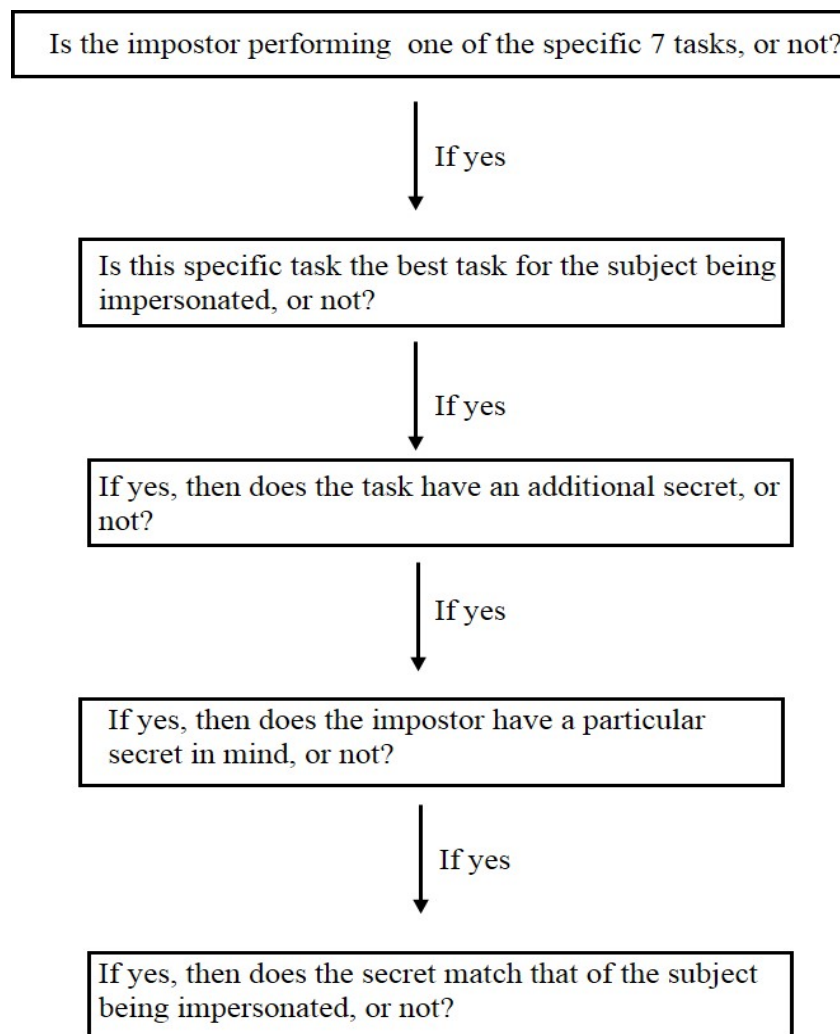 Is the impostor performing one of the specific 7 tasks, or not?
If yes
Is this specific task the best task for the subject being
impersonated, or not?
If yes
If yes, then does the task have an additional secret, or
not?
If yes
If yes, then does the impostor have a particular
secret in mind, or not?
If yes
If yes, then does the secret match that of the subject
being impersonated, or not?